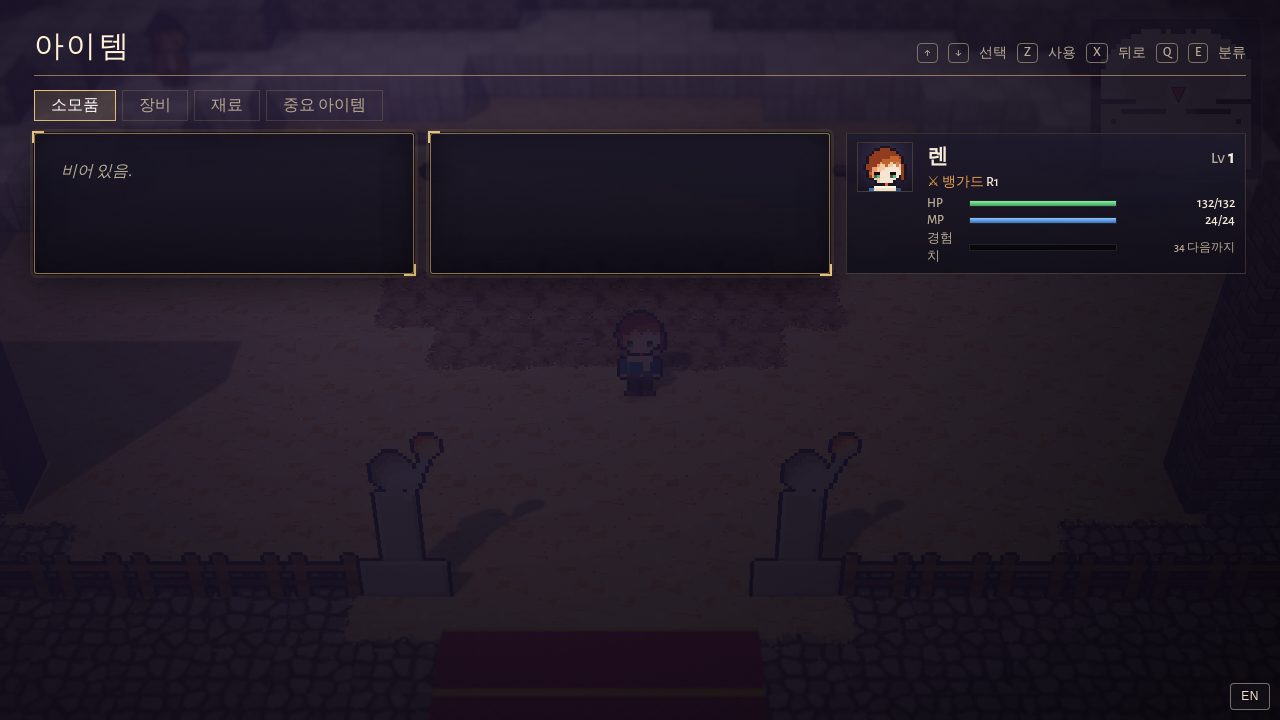 아이템
↑ ↓ 선택 Z 사용 X 뒤로 Q E 분류
소모품 장비 재료 중요 아이템
비어 있음.
렌 Lv 1
뱅가드 R1
HP 132/132
MP 24/24
경험치 34 다음까지
EN